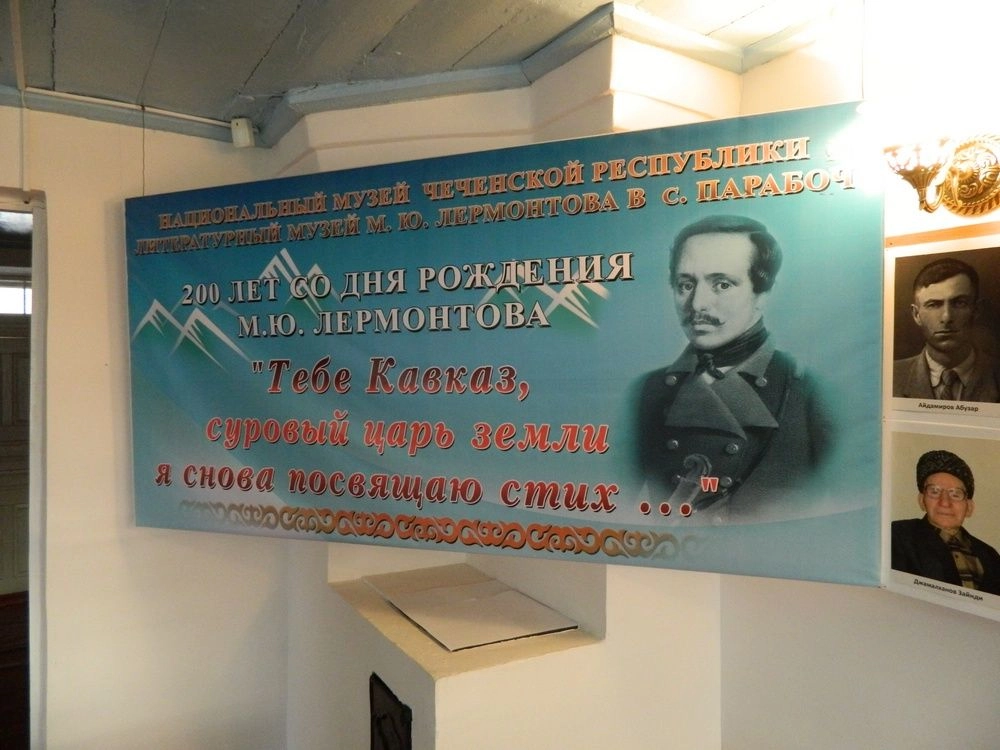 НАЦИОНАЛЬНЫЙ МУЗЕЙ ЧЕЧЕНСКОЙ РЕСПУБЛИКИ
ЛИТЕРАТУРНЫЙ МУЗЕЙ М. Ю. ЛЕРМОНТОВА В С. ПАРАБОЧ
200 ЛЕТ СО ДНЯ РОЖДЕНИЯ
М.Ю. ЛЕРМОНТОВА
"Тебе Кавказ,
суровый царь земли
я снова посвящаю стих ..."
Айдамиров Абузар
Джамалханов Зайнди